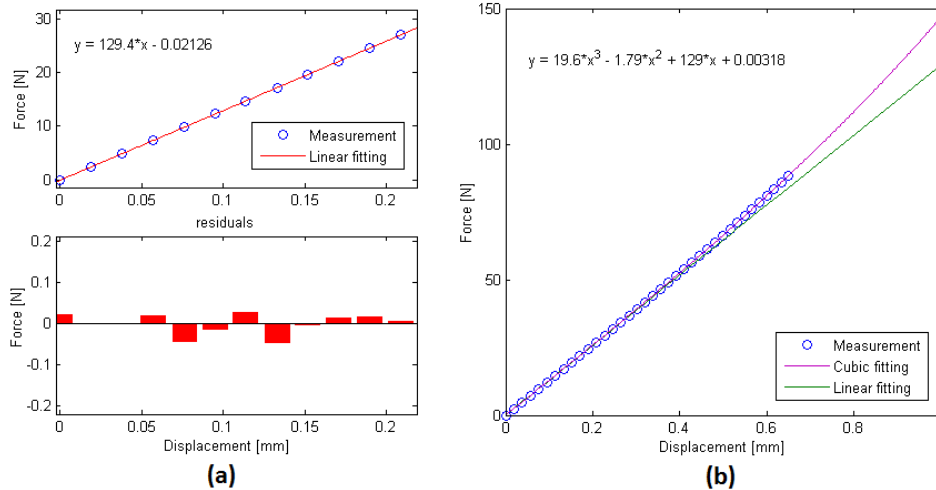 30
20
10
0
Force [N]
y = 129.4*x - 0.02126
Measurement
Linear fitting
0 0.05 0.1 0.15 0.2
residuals
0.2
0.1
0
-0.1
-0.2
Force [N]
0 0.05 0.1 0.15 0.2
Displacement [mm]
(a)
150
100
50
0
Force [N]
y = 19.6*x³ - 1.79*x² + 129*x + 0.00318
Measurement
Cubic fitting
Linear fitting
0 0.2 0.4 0.6 0.8
Displacement [mm]
(b)